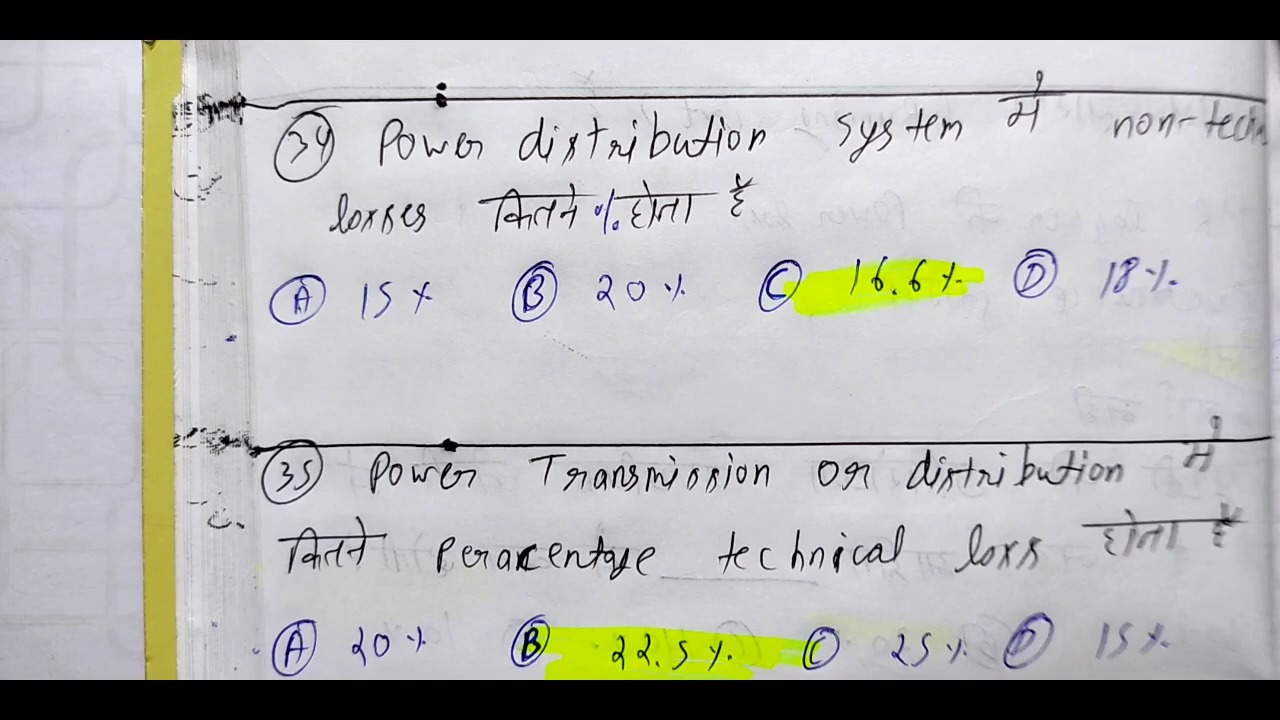 34 Power distribution system में non-tech
losses कितने % होता है
A 15% B 20% C 16.6% D 18%
35 Power Transmission or distribution में
कितने Percentage technical loss होता है
A 20% B 22.5% C 25% D 15%